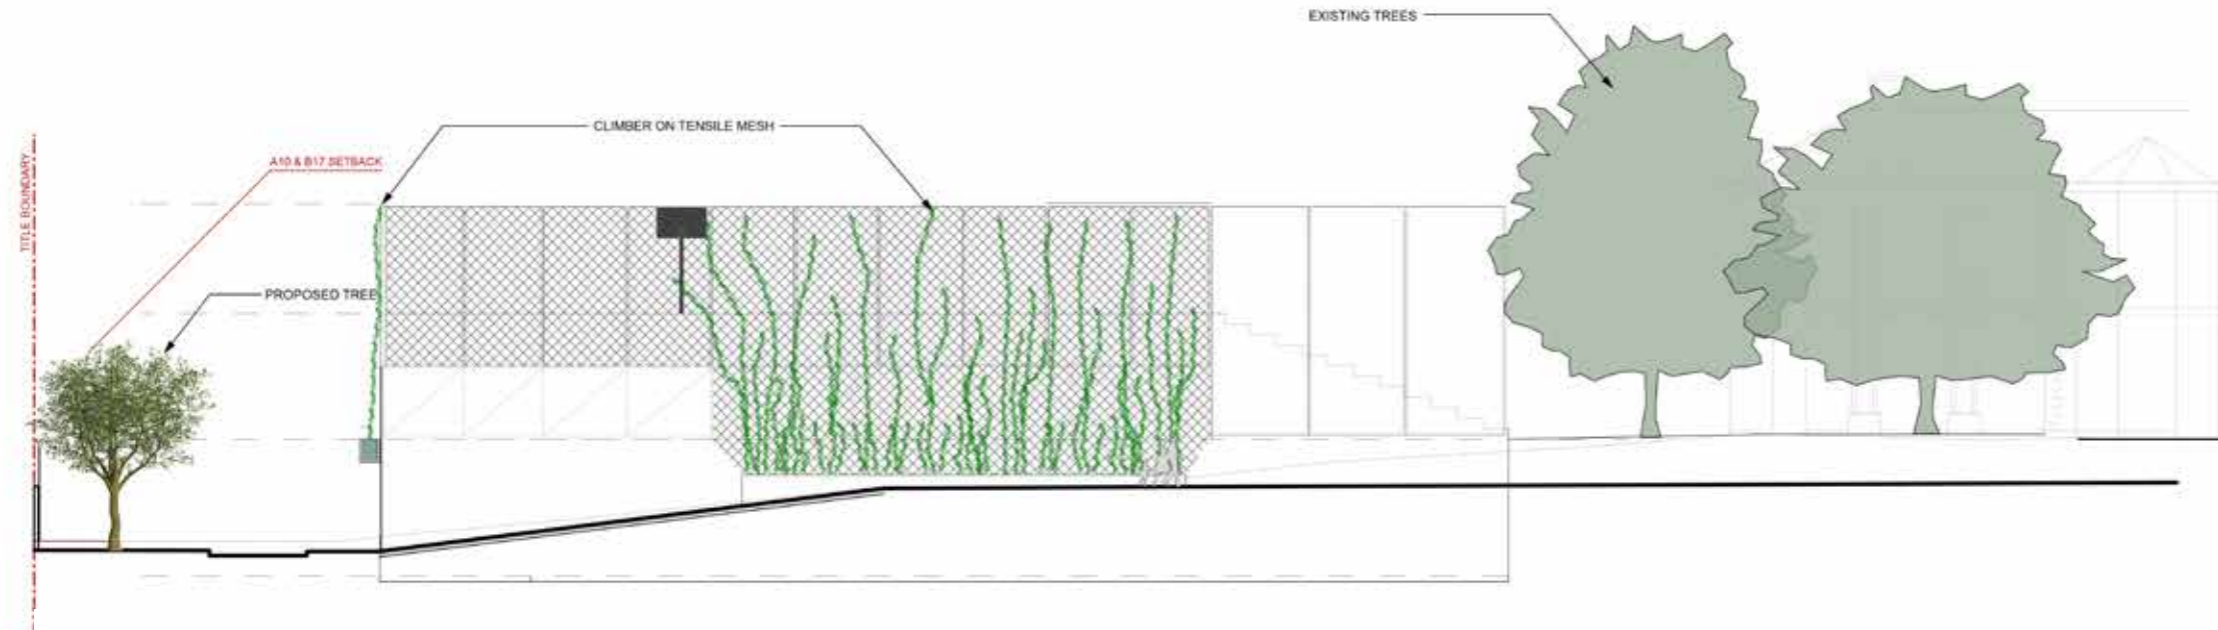 EXISTING TREES
CLIMBER ON TENSILE MESH
A10 & B17 SETBACK
TITLE BOUNDARY
PROPOSED TREE